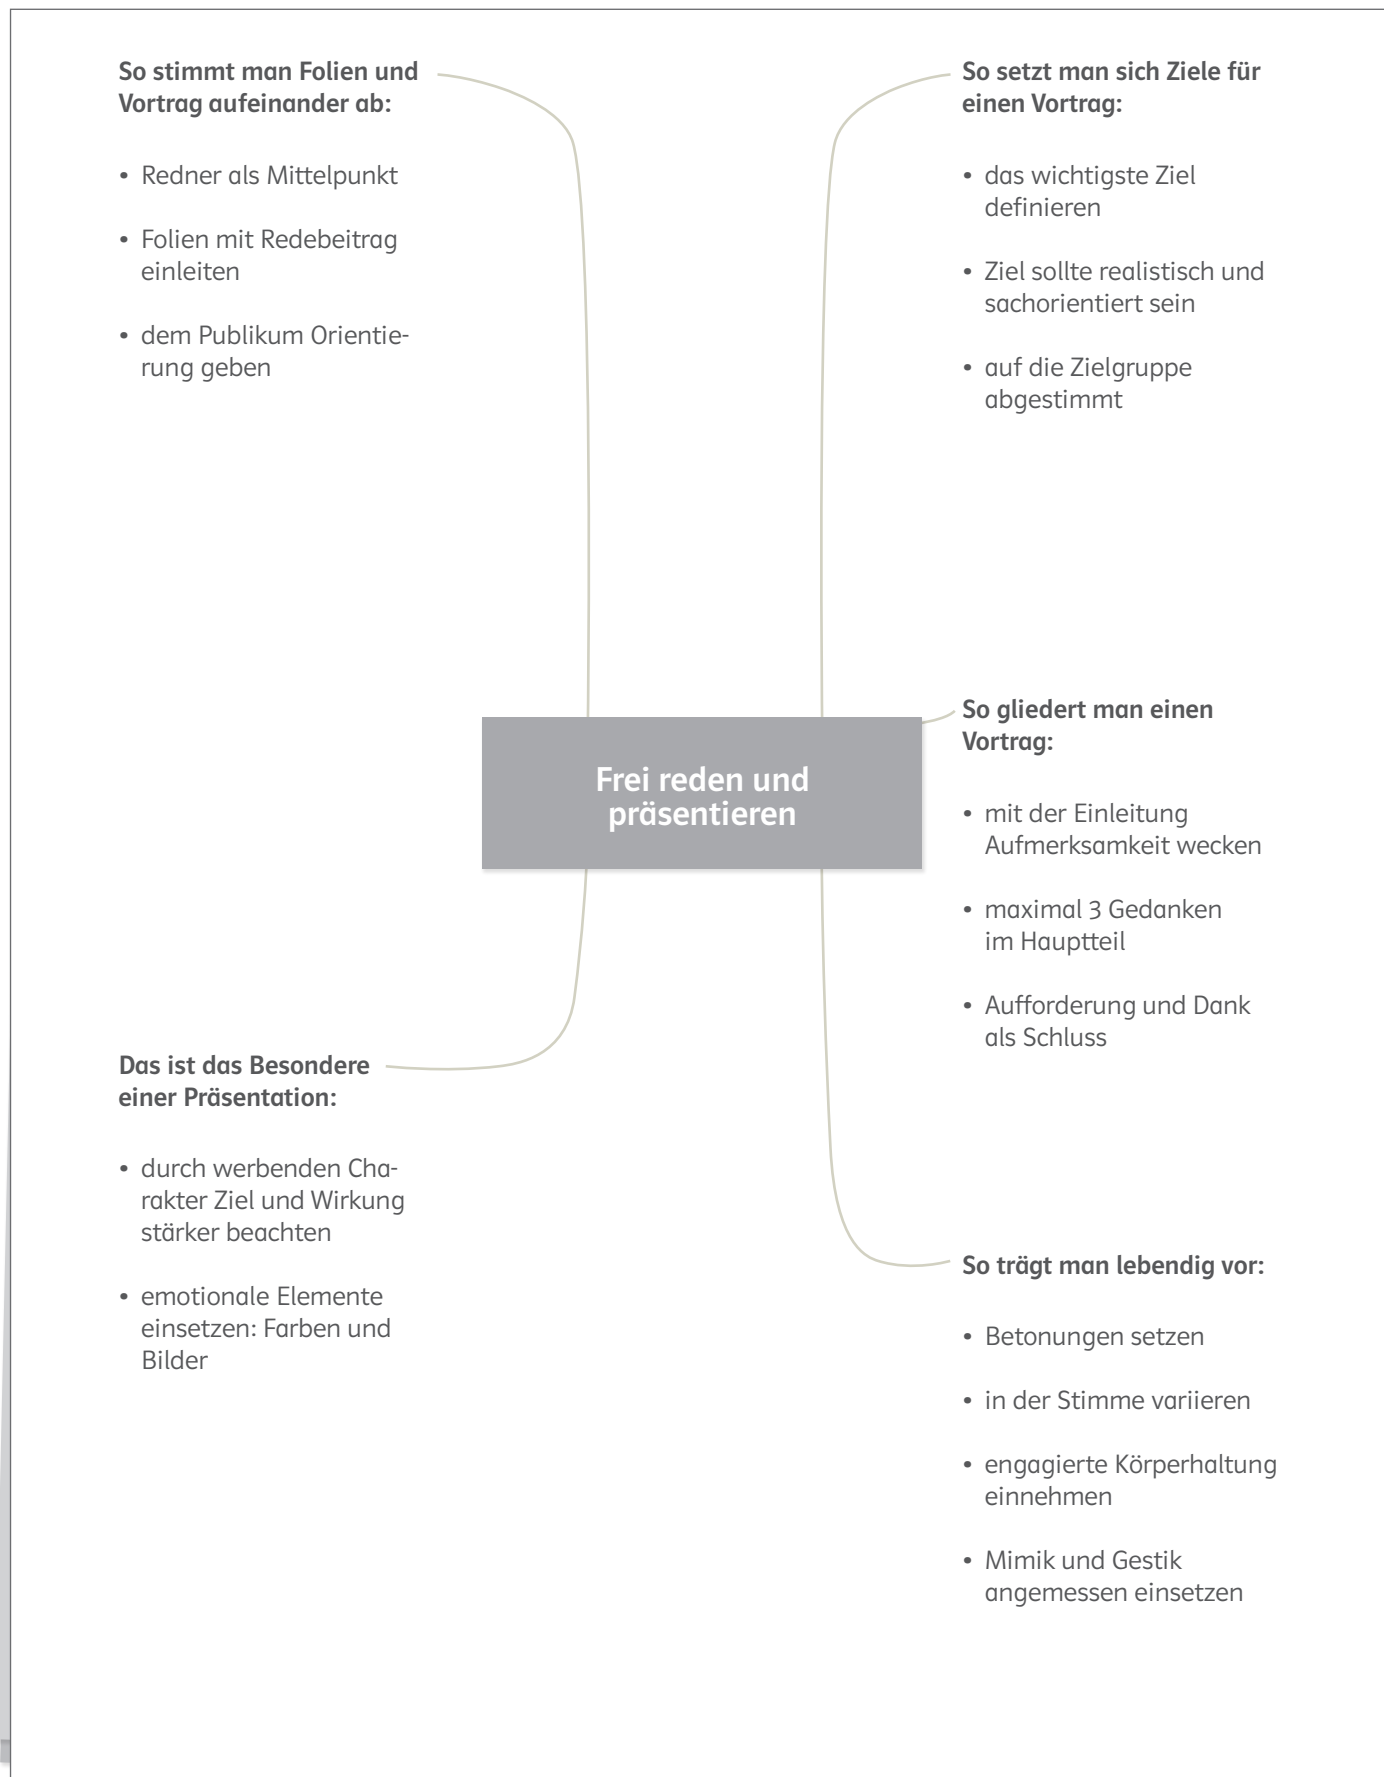 So stimmt man Folien und
Vortrag aufeinander ab:
• Redner als Mittelpunkt
• Folien mit Redebeitrag
einleiten
• dem Publikum Orientie-
rung geben
So setzt man sich Ziele für
einen Vortrag:
• das wichtigste Ziel
definieren
• Ziel sollte realistisch und
sachorientiert sein
• auf die Zielgruppe
abgestimmt
Frei reden und
präsentieren
So gliedert man einen
Vortrag:
• mit der Einleitung
Aufmerksamkeit wecken
• maximal 3 Gedanken
im Hauptteil
• Aufforderung und Dank
als Schluss
Das ist das Besondere
einer Präsentation:
• durch werbenden Cha-
rakter Ziel und Wirkung
stärker beachten
• emotionale Elemente
einsetzen: Farben und
Bilder
So trägt man lebendig vor:
• Betonungen setzen
• in der Stimme variieren
• engagierte Körperhaltung
einnehmen
• Mimik und Gestik
angemessen einsetzen